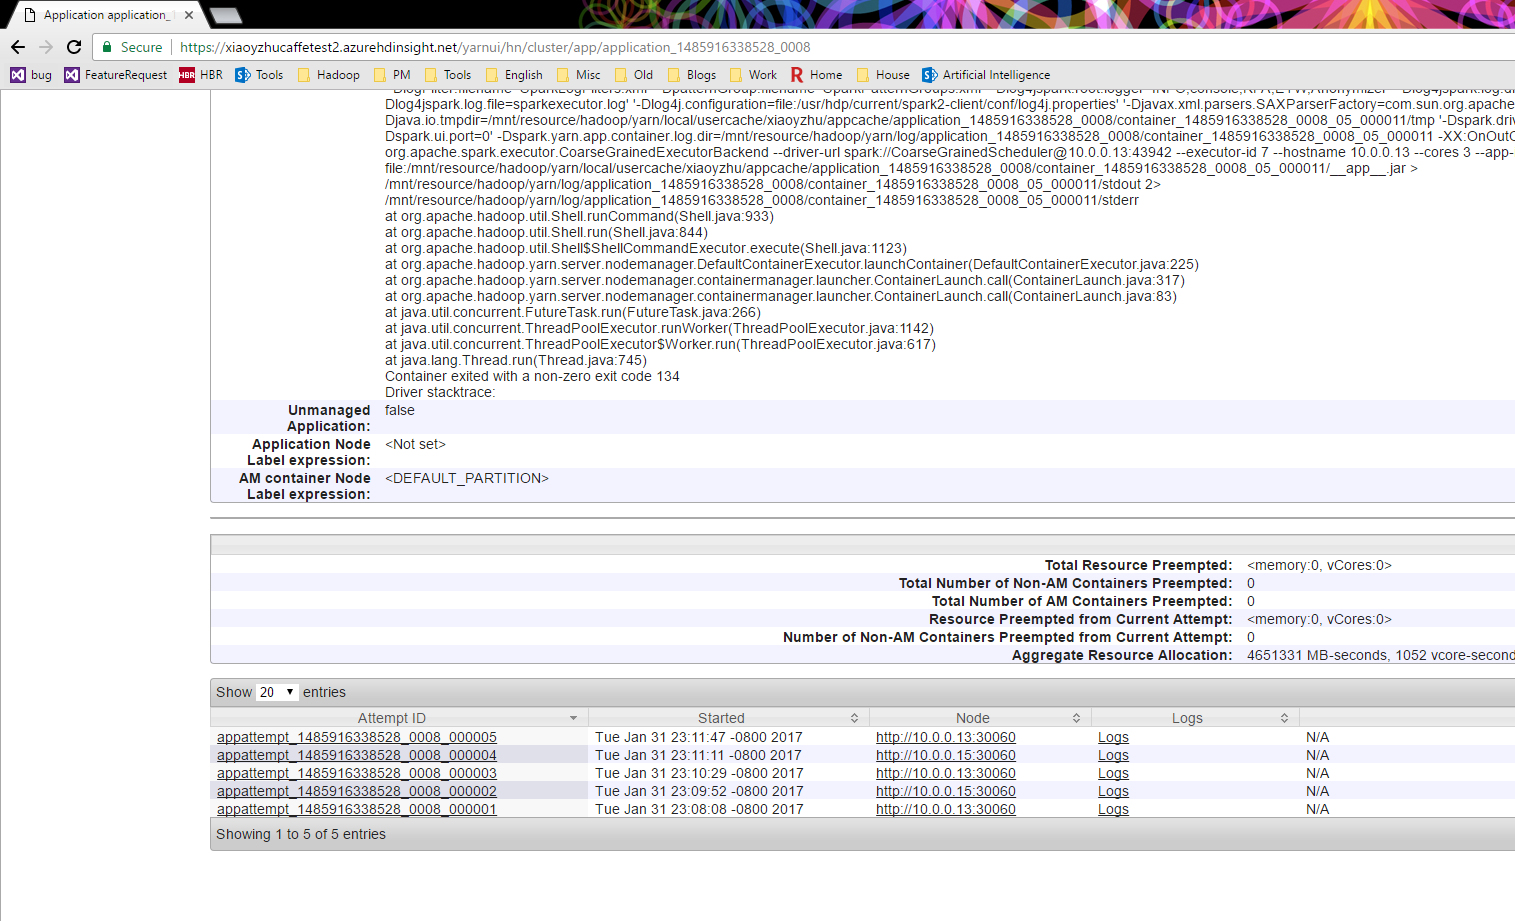 Application application_1
Secure https://xiaoyzhucaffetest2.azurehdinsight.net/yarnui/hn/cluster/app/application_1485916338528_0008
bug FeatureRequest HBR HBR Tools Hadoop PM Tools English Misc Old Blogs Work R Home House Artificial Intelligence
Dlog4jspark.log.file=sparkexecutor.log' '-Dlog4j.configuration=file:/usr/hdp/current/spark2-client/conf/log4j.properties' '-Djavax.xml.parsers.SAXParserFactory=com.sun.org.apache
Djava.io.tmpdir=/mnt/resource/hadoop/yarn/local/usercache/xiaoyzhu/appcache/application_1485916338528_0008/container_1485916338528_0008_05_000011/tmp '-Dspark.driv
Dspark.ui.port=0' -Dspark.yarn.app.container.log.dir=/mnt/resource/hadoop/yarn/log/application_1485916338528_0008/container_1485916338528_0008_05_000011 -XX:OnOutO
org.apache.spark.executor.CoarseGrainedExecutorBackend --driver-url spark://CoarseGrainedScheduler@10.0.0.13:43942 --executor-id 7 --hostname 10.0.0.13 --cores 3 --app-
file:/mnt/resource/hadoop/yarn/local/usercache/xiaoyzhu/appcache/application_1485916338528_0008/container_1485916338528_0008_05_000011/__app__.jar >
/mnt/resource/hadoop/yarn/log/application_1485916338528_0008/container_1485916338528_0008_05_000011/stdout 2>
/mnt/resource/hadoop/yarn/log/application_1485916338528_0008/container_1485916338528_0008_05_000011/stderr
at org.apache.hadoop.util.Shell.runCommand(Shell.java:933)
at org.apache.hadoop.util.Shell.run(Shell.java:844)
at org.apache.hadoop.util.Shell$ShellCommandExecutor.execute(Shell.java:1123)
at org.apache.hadoop.yarn.server.nodemanager.DefaultContainerExecutor.launchContainer(DefaultContainerExecutor.java:225)
at org.apache.hadoop.yarn.server.nodemanager.containermanager.launcher.ContainerLaunch.call(ContainerLaunch.java:317)
at org.apache.hadoop.yarn.server.nodemanager.containermanager.launcher.ContainerLaunch.call(ContainerLaunch.java:83)
at java.util.concurrent.FutureTask.run(FutureTask.java:266)
at java.util.concurrent.ThreadPoolExecutor.runWorker(ThreadPoolExecutor.java:1142)
at java.util.concurrent.ThreadPoolExecutor$Worker.run(ThreadPoolExecutor.java:617)
at java.lang.Thread.run(Thread.java:745)
Container exited with a non-zero exit code 134
Driver stacktrace:
Unmanaged Application: false
Application Node Label expression: <Not set>
AM container Node Label expression: <DEFAULT_PARTITION>
Total Resource Preempted: <memory:0, vCores:0>
Total Number of Non-AM Containers Preempted: 0
Total Number of AM Containers Preempted: 0
Resource Preempted from Current Attempt: <memory:0, vCores:0>
Number of Non-AM Containers Preempted from Current Attempt: 0
Aggregate Resource Allocation: 4651331 MB-seconds, 1052 vcore-second
Show 20 entries
Attempt ID Started Node Logs
appattempt_1485916338528_0008_000005 Tue Jan 31 23:11:47 -0800 2017 http://10.0.0.13:30060 Logs N/A
appattempt_1485916338528_0008_000004 Tue Jan 31 23:11:11 -0800 2017 http://10.0.0.15:30060 Logs N/A
appattempt_1485916338528_0008_000003 Tue Jan 31 23:10:29 -0800 2017 http://10.0.0.13:30060 Logs N/A
appattempt_1485916338528_0008_000002 Tue Jan 31 23:09:52 -0800 2017 http://10.0.0.15:30060 Logs N/A
appattempt_1485916338528_0008_000001 Tue Jan 31 23:08:08 -0800 2017 http://10.0.0.13:30060 Logs N/A
Showing 1 to 5 of 5 entries